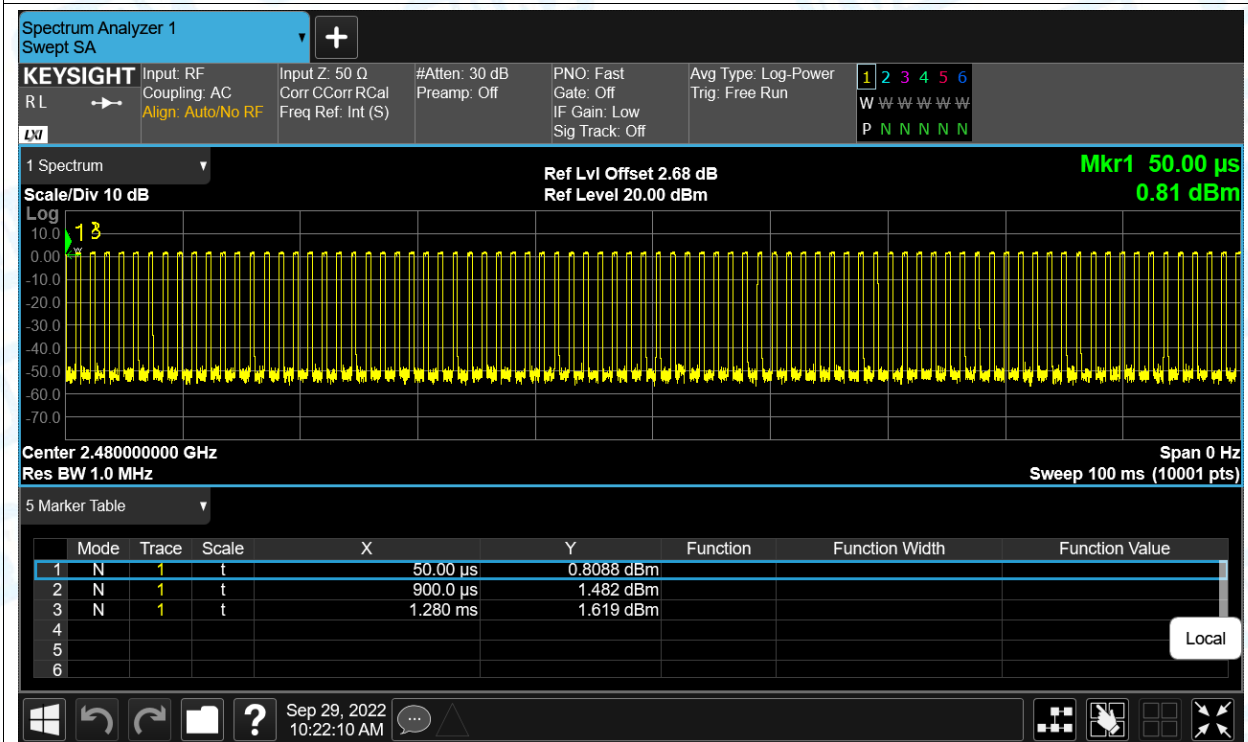 Spectrum Analyzer 1
Swept SA
KEYSIGHT Input: RF Input Z: 50 Ω #Atten: 30 dB PNO: Fast Avg Type: Log-Power 1 2 3 4 5 6
R L Coupling: AC Corr CCorr RCal Preamp: Off Gate: Off Trig: Free Run W W W W W W
Align: Auto/No RF Freq Ref: Int (S) IF Gain: Low
LXI Sig Track: Off P N N N N N
1 Spectrum Ref Lvl Offset 2.68 dB Mkr1 50.00 µs
Scale/Div 10 dB Ref Level 20.00 dBm 0.81 dBm
Log
10.0
0.00
-10.0
-20.0
-30.0
-40.0
-50.0
-60.0
-70.0
Center 2.480000000 GHz Span 0 Hz
Res BW 1.0 MHz Sweep 100 ms (10001 pts)
5 Marker Table
Mode Trace Scale X Y Function Function Width Function Value
1 N 1 t 50.00 µs 0.8088 dBm
2 N 1 t 900.0 µs 1.482 dBm
3 N 1 t 1.280 ms 1.619 dBm
4
5
6
Local
? Sep 29, 2022
10:22:10 AM